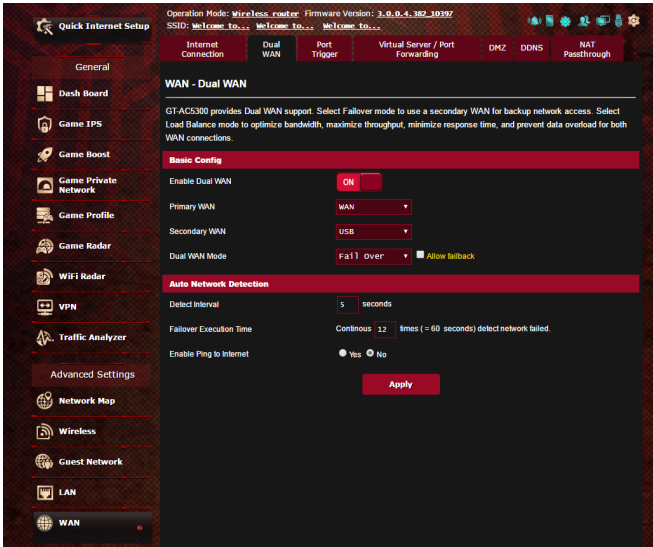 Operation Mode: Wireless router Firmware Version: 3.0.0.4.382_10397
SSID: Welcome to... Welcome to... Welcome to...
Quick Internet Setup
General
Dash Board
Game IPS
Game Boost
Game Private
Network
Game Profile
Game Radar
WiFi Radar
VPN
Traffic Analyzer
Advanced Settings
Network Map
Wireless
Guest Network
LAN
WAN
Internet
Connection
Dual
WAN
Port
Trigger
Virtual Server / Port
Forwarding
DMZ
DDNS
NAT
Passthrough
WAN - Dual WAN
GT-AC5300 provides Dual WAN support. Select Failover mode to use a secondary WAN for backup network access. Select
Load Balance mode to optimize bandwidth, maximize throughput, minimize response time, and prevent data overload for both
WAN connections.
Basic Config
Enable Dual WAN ON
Primary WAN WAN
Secondary WAN USB
Dual WAN Mode Fail Over Allow failback
Auto Network Detection
Detect Interval 5 seconds
Failover Execution Time Continous 12 times ( = 60 seconds) detect network failed.
Enable Ping to Internet Yes No
Apply